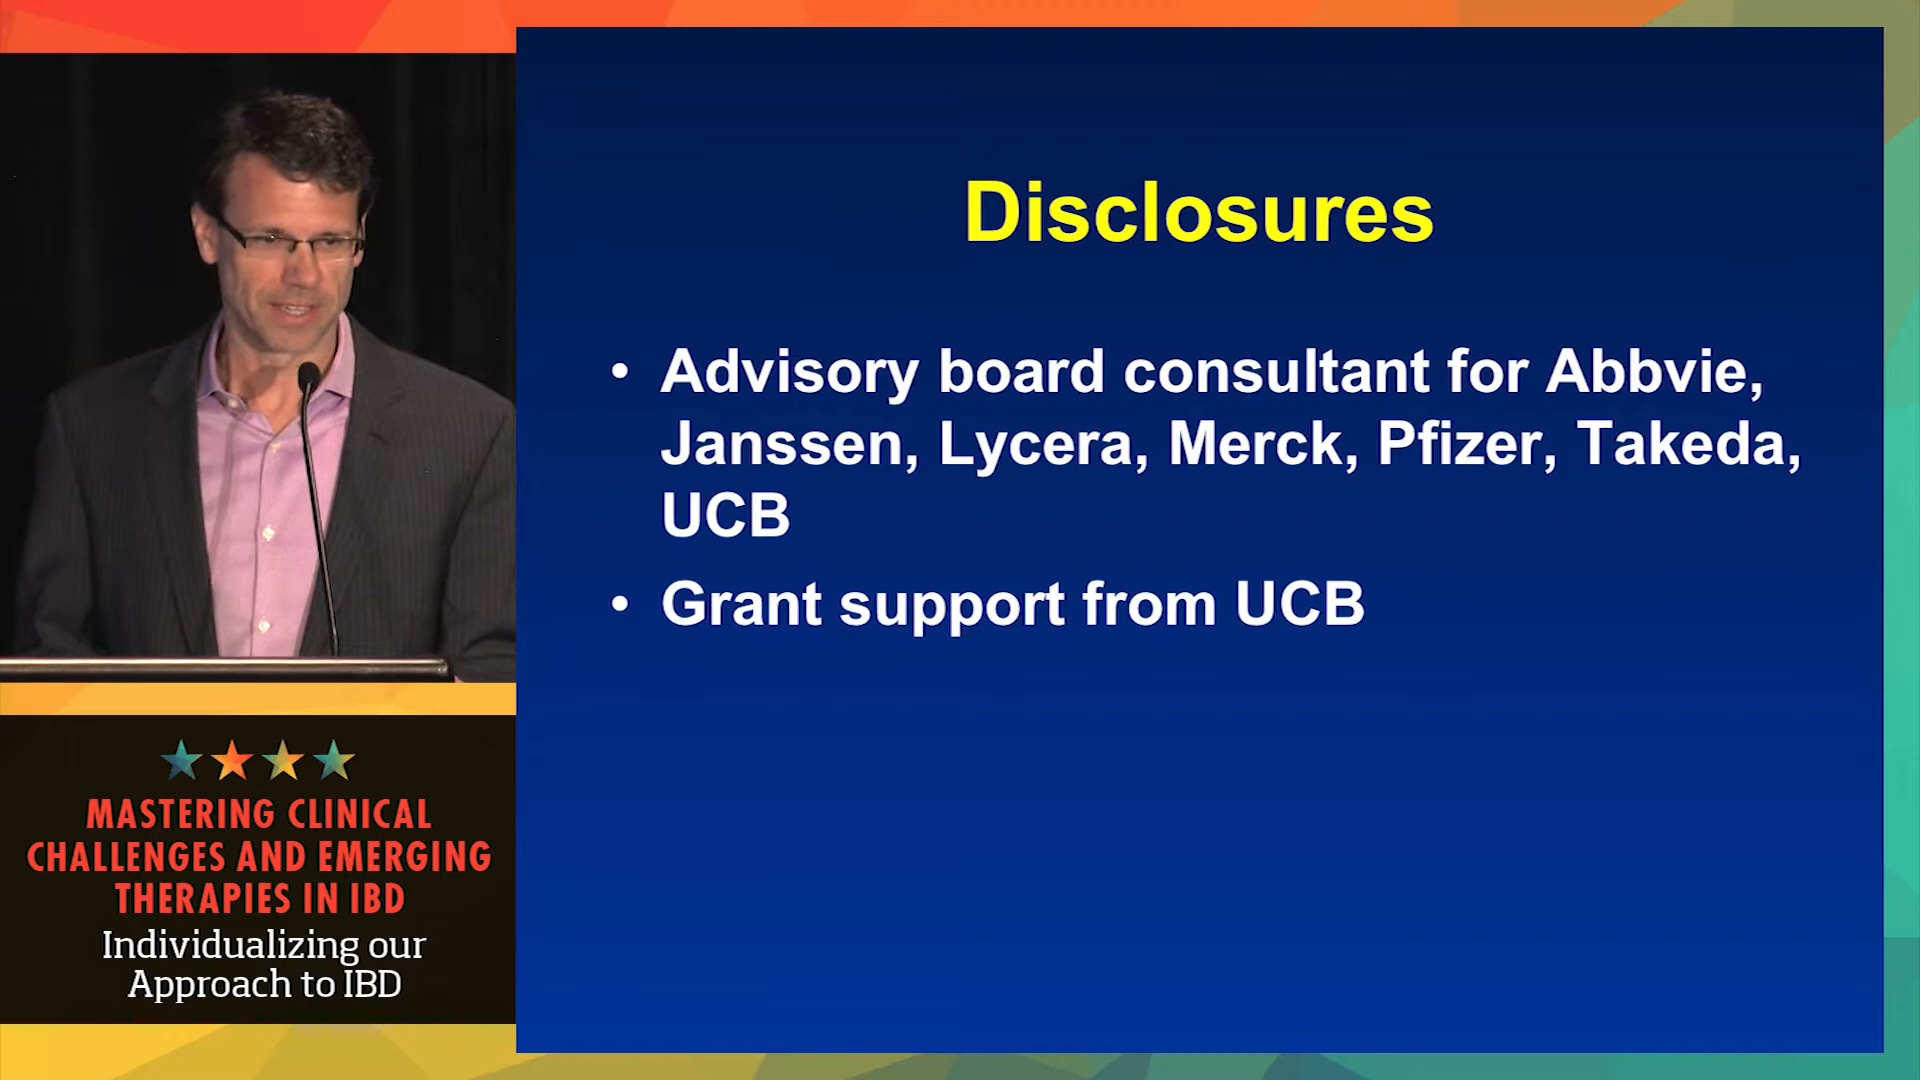 Disclosures
• Advisory board consultant for Abbvie,
Janssen, Lycera, Merck, Pfizer, Takeda,
UCB
• Grant support from UCB
MASTERING CLINICAL
CHALLENGES AND EMERGING
THERAPIES IN IBD
Individualizing our
Approach to IBD